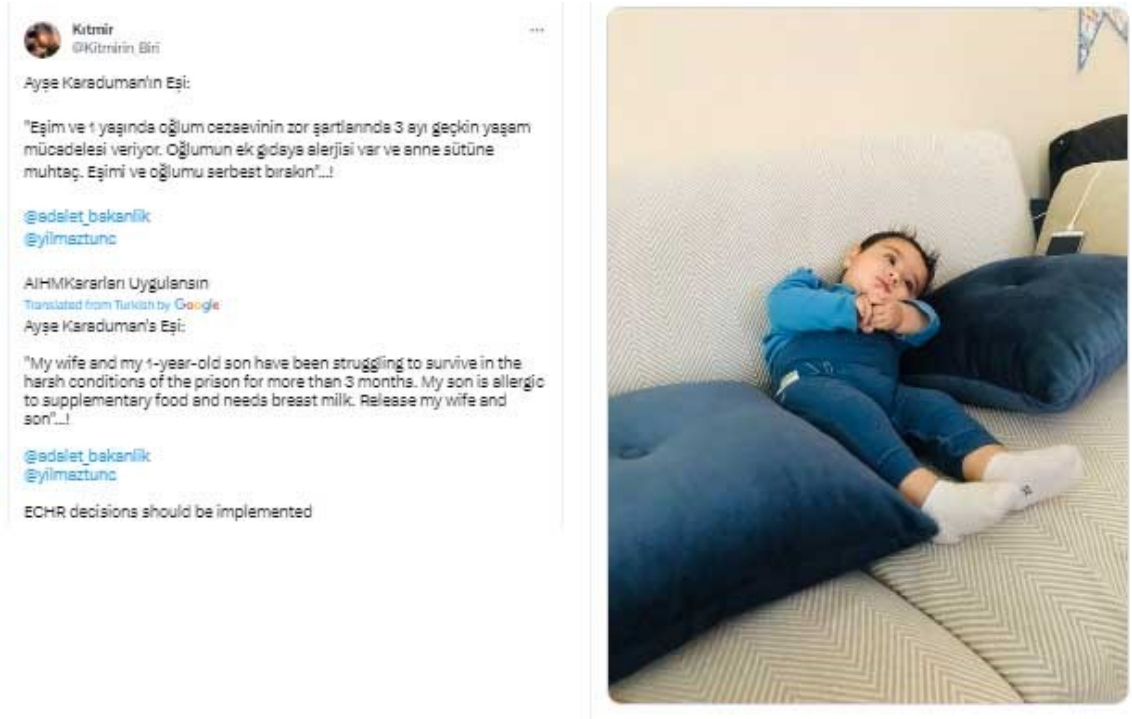 Kıtmir
@Kitmirin Biri
Ayşe Karaduman'ın Eşi:
"Eşim ve 1 yaşında oğlum cezaevinin zor şartlarında 3 ayı geçkin yaşam
mücadelesi veriyor. Oğlumun ek gıdaya alerjisi var ve anne sütüne
muhtaç. Eşimi ve oğlumu serbest bırakın"...!
@adalet_bakanlik
@yilmaztunc
AIHMKararları Uygulansın
Translated from Turkish by Google
Ayşe Karaduman's Eşi:
"My wife and my 1-year-old son have been struggling to survive in the
harsh conditions of the prison for more than 3 months. My son is allergic
to supplementary food and needs breast milk. Release my wife and
son"...!
@adalet_bakanlik
@yilmaztunc
ECHR decisions should be implemented